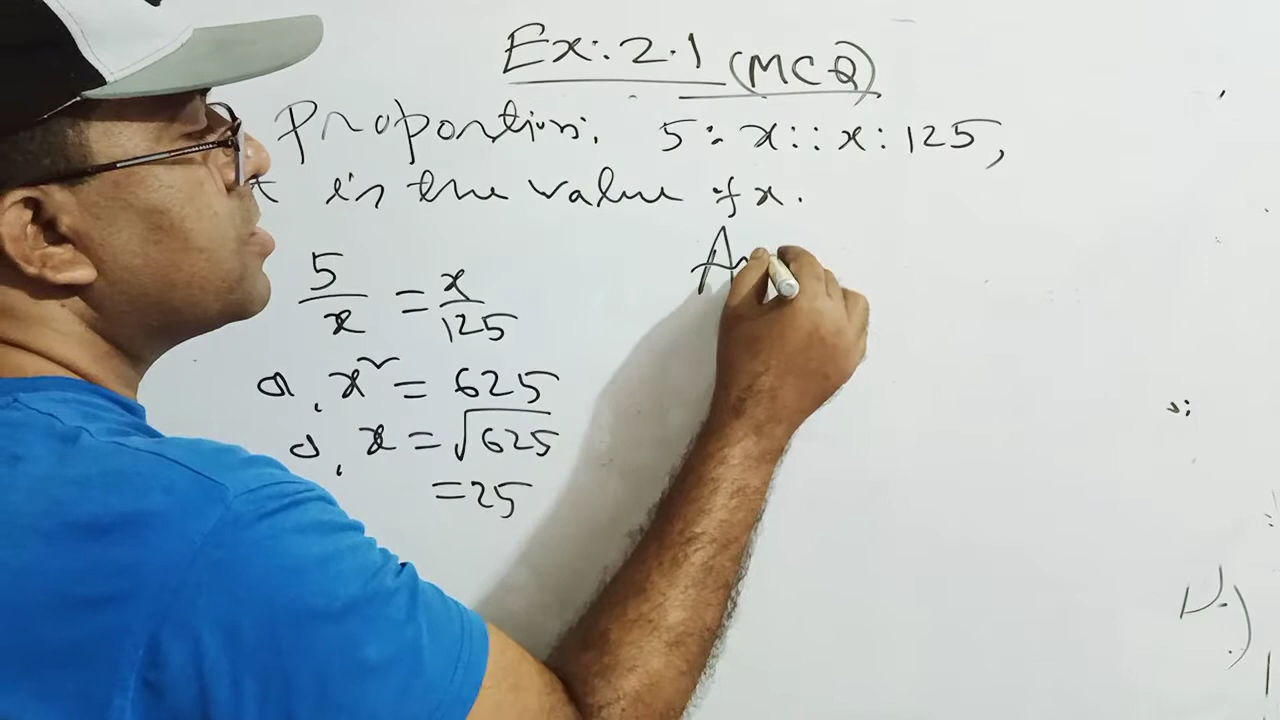 Ex: 2.1 (MCQ)
Proportion: 5 : x :: x : 125,
is the value of x.
5/x = x/125
x² = 625
x = √625
= 25